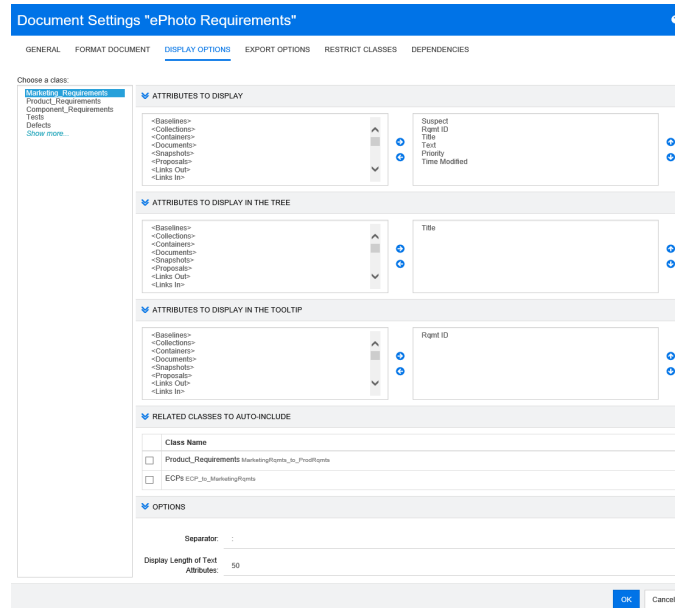 Document Settings "ePhoto Requirements"
GENERAL FORMAT DOCUMENT DISPLAY OPTIONS EXPORT OPTIONS RESTRICT CLASSES DEPENDENCIES
Choose a class:
Marketing_Requirements
Product_Requirements
Component_Requirements
Tests
Defects
Show more...
ATTRIBUTES TO DISPLAY
<Baselines>
<Collections>
<Containers>
<Documents>
<Snapshots>
<Proposals>
<Links Out>
<Links In>
Suspect
Rqmt ID
Title
Text
Priority
Time Modified
ATTRIBUTES TO DISPLAY IN THE TREE
<Baselines>
<Collections>
<Containers>
<Documents>
<Snapshots>
<Proposals>
<Links Out>
<Links In>
Title
ATTRIBUTES TO DISPLAY IN THE TOOLTIP
<Baselines>
<Collections>
<Containers>
<Documents>
<Snapshots>
<Proposals>
<Links Out>
<Links In>
Rqmt ID
RELATED CLASSES TO AUTO-INCLUDE
Class Name
Product_Requirements MarketingRqmts_to_ProdRqmts
ECPs ECP_to_MarketingRqmts
OPTIONS
Separator: :
Display Length of Text
Attributes: 50
OK Cancel